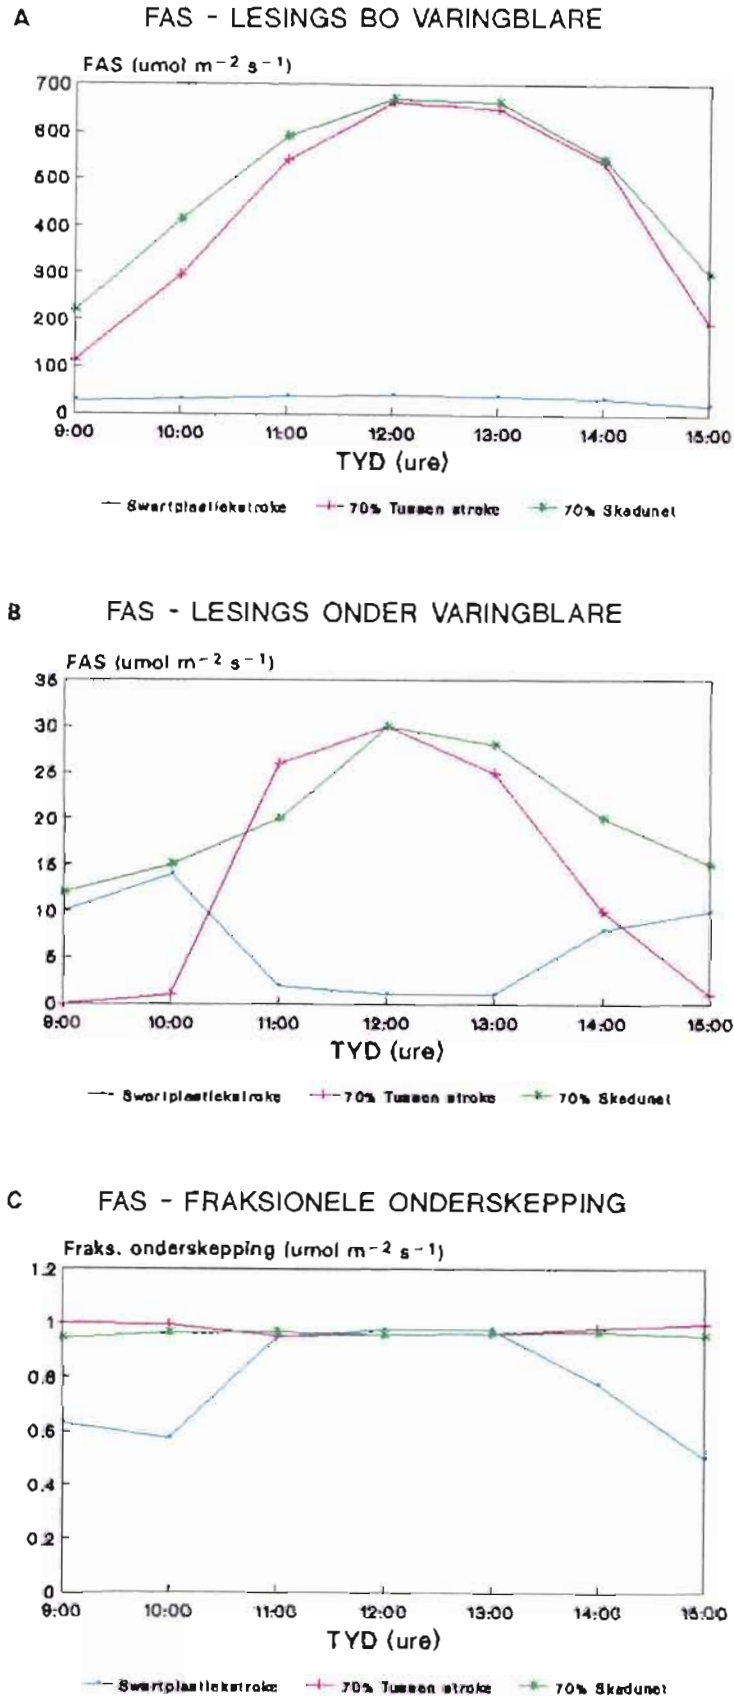 A FAS - LESINGS BO VARINGBLARE
FAS (umol m-2 s-1)
700
600
500
400
300
200
100
0
9:00 10:00 11:00 12:00 13:00 14:00 15:00
TYD (ure)
Swartplastiekstroke 70% Tussen stroke 70% Skadunet
B FAS - LESINGS ONDER VARINGBLARE
FAS (umol m-2 s-1)
35
30
25
20
15
10
5
0
9:00 10:00 11:00 12:00 13:00 14:00 15:00
TYD (ure)
Swartplastiekstroke 70% Tussen stroke 70% Skadunet
C FAS - FRAKSIONELE ONDERSKEPPING
Fraks. onderskepping (umol m-2 s-1)
1.2
1
0.8
0.6
0.4
0.2
0
9:00 10:00 11:00 12:00 13:00 14:00 15:00
TYD (ure)
Swartplastiekstroke 70% Tussen stroke 70% Skadunet